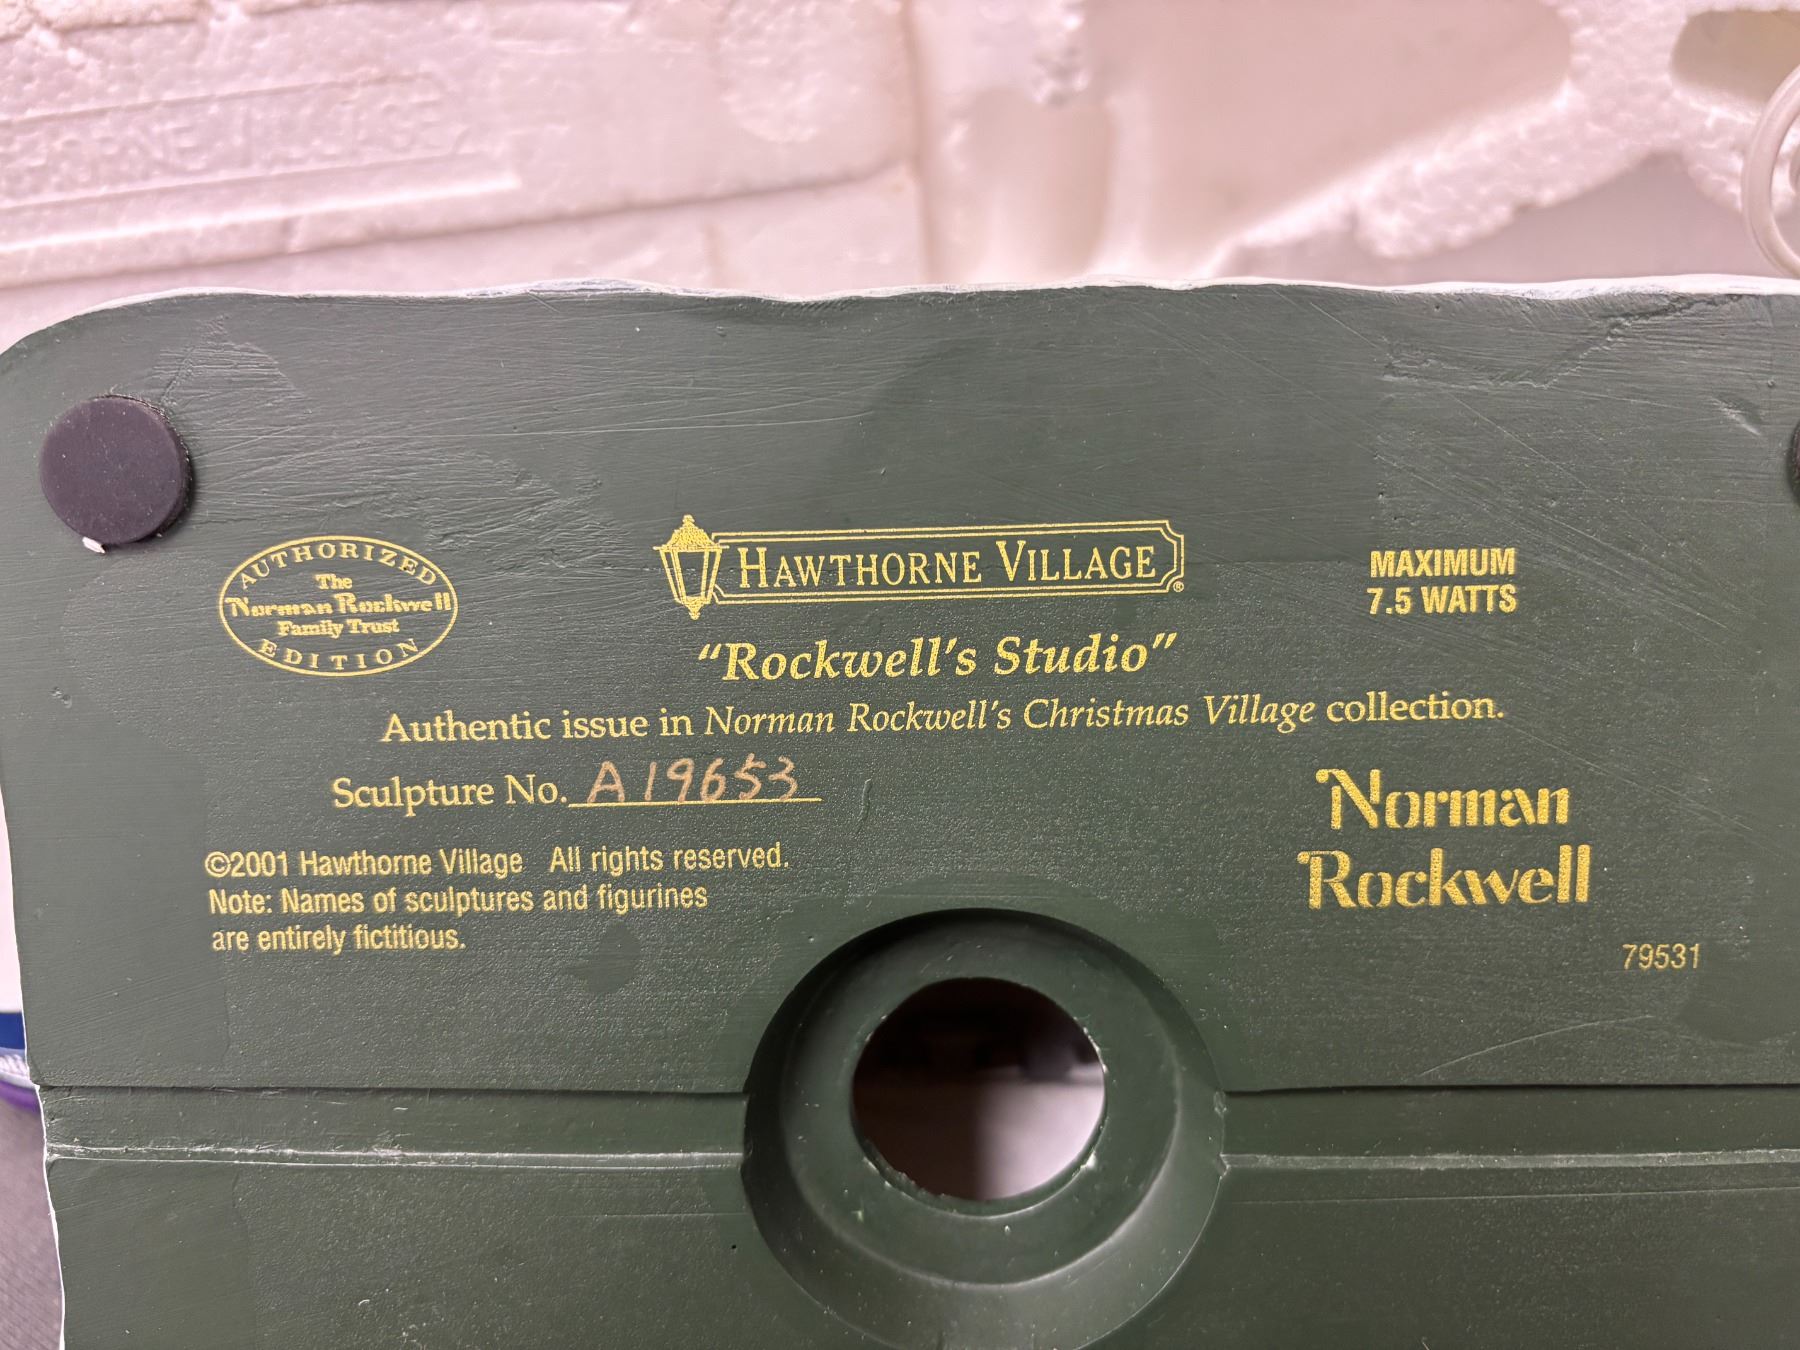 AUTHORIZED
The
Norman Rockwell
Family Trust
EDITION
HAWTHORNE VILLAGE®
MAXIMUM
7.5 WATTS
“Rockwell’s Studio”
Authentic issue in Norman Rockwell’s Christmas Village collection.
Sculpture No. A19653
©2001 Hawthorne Village All rights reserved.
Note: Names of sculptures and figurines
are entirely fictitious.
Norman
Rockwell
79531